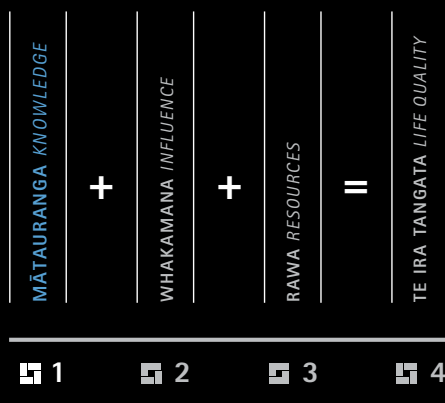 MĀTAURANGA KNOWLEDGE
+
WHAKAMANA INFLUENCE
+
RAWA RESOURCES
=
TE IRA TANGATA LIFE QUALITY
1
2
3
4